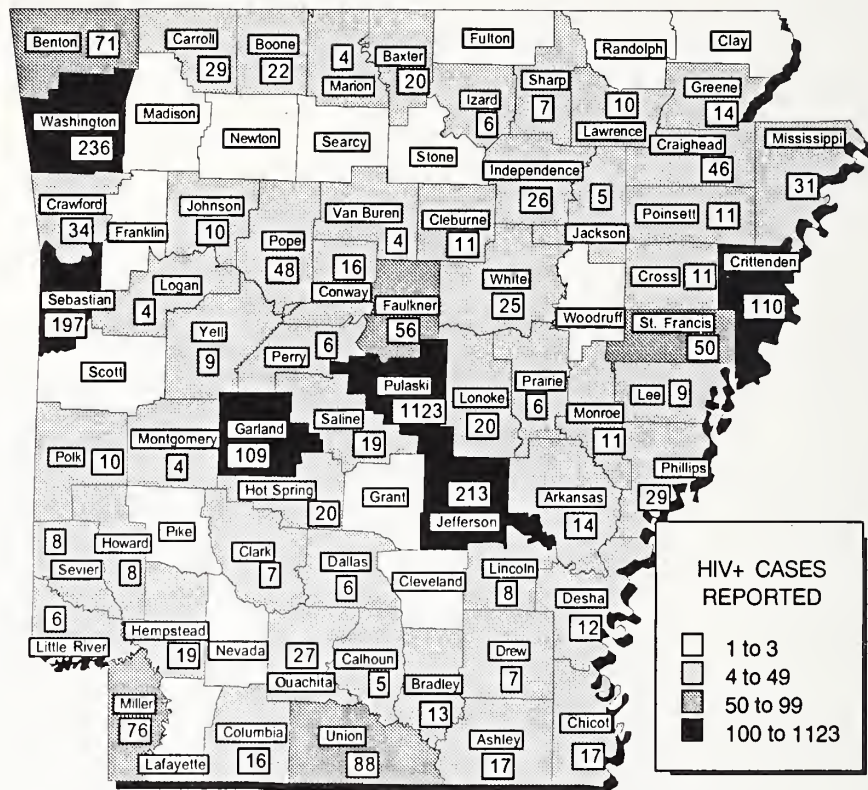 Benton 71
Carroll
29
Boone
22
4
Marion
Baxter
20
Fulton
Randolph
Clay
Sharp
7
Izard
6
10
Lawrence
Greene
14
Washington
236
Madison
Newton
Searcy
Stone
Independence
26
5
Jackson
Craighead
46
Mississippi
31
Crawford
34
Franklin
Johnson
10
Pope
48
Van Buren
4
Cleburne
11
Poinsett 11
16
Conway
White
25
Woodruff
Cross 11
Crittenden
110
Sebastian
197
Logan
4
Faulkner
56
St. Francis
50
Scott
Yell
9
Perry 6
Pulaski
1123
Lonoke
20
Prairie
6
Monroe
11
Lee 9
Polk 10
Montgomery
4
Garland
109
Saline
19
Hot Spring
20
Grant
213
Jefferson
Arkansas
14
Phillips
29
8
Sevier
Howard
8
Pike
Clark
7
Dallas
6
Cleveland
Lincoln
8
Desha
12
6
Little River
Hempstead
19
Nevada
27
Ouachita
Calhoun
5
Bradley
13
Drew
7
Miller
76
Lafayette
Columbia
16
Union
88
Ashley
17
Chicot
17
HIV+ CASES
REPORTED
1 to 3
4 to 49
50 to 99
100 to 1123